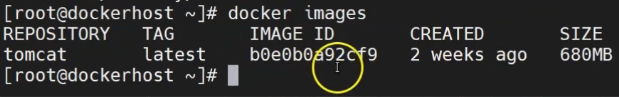 [root@dockerhost ~]# docker images
REPOSITORY TAG IMAGE ID CREATED SIZE
tomcat latest b0e0b0a92cf9 2 weeks ago 680MB
[root@dockerhost ~]#